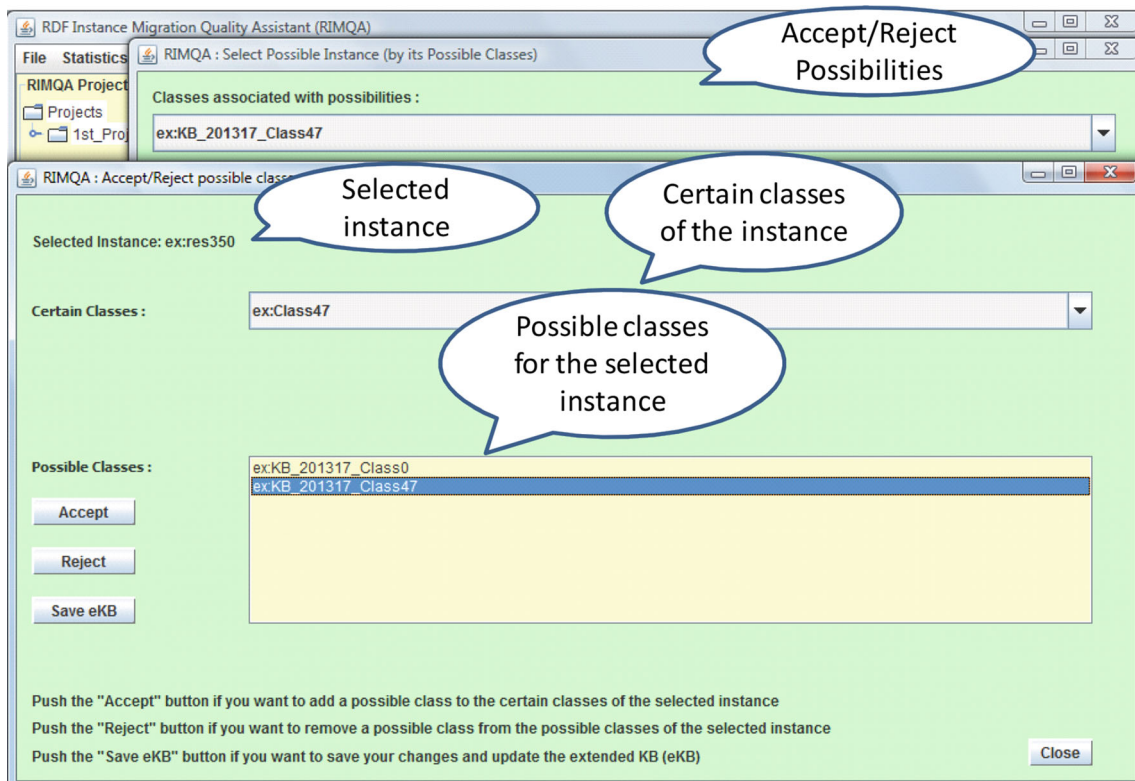 RDF Instance Migration Quality Assistant (RIMQA)
File Statistics
RIMQA : Select Possible Instance (by its Possible Classes)
Accept/Reject
Possibilities
RIMQA Project
Projects
1st_Proj
Classes associated with possibilities :
ex:KB_201317_Class47
RIMQA : Accept/Reject possible classe
Selected
instance
Certain classes
of the instance
Selected Instance: ex:res350
Certain Classes :
ex:Class47
Possible classes
for the selected
instance
Possible Classes :
ex:KB_201317_Class0
ex:KB_201317_Class47
Accept
Reject
Save eKB
Push the "Accept" button if you want to add a possible class to the certain classes of the selected instance
Push the "Reject" button if you want to remove a possible class from the possible classes of the selected instance
Push the "Save eKB" button if you want to save your changes and update the extended KB (eKB)
Close